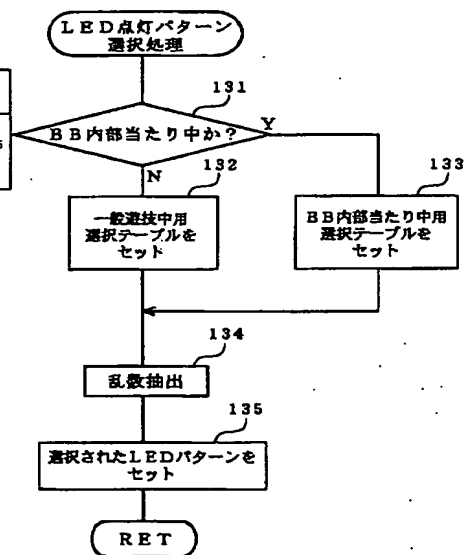 LED点灯パターン
選択処理
131
BB内部当たり中か？
Y
N
132
一般遊技中用
選択テーブルを
セット
133
BB内部当たり中用
選択テーブルを
セット
134
乱数抽出
135
選択されたLEDパターンを
セット
RET